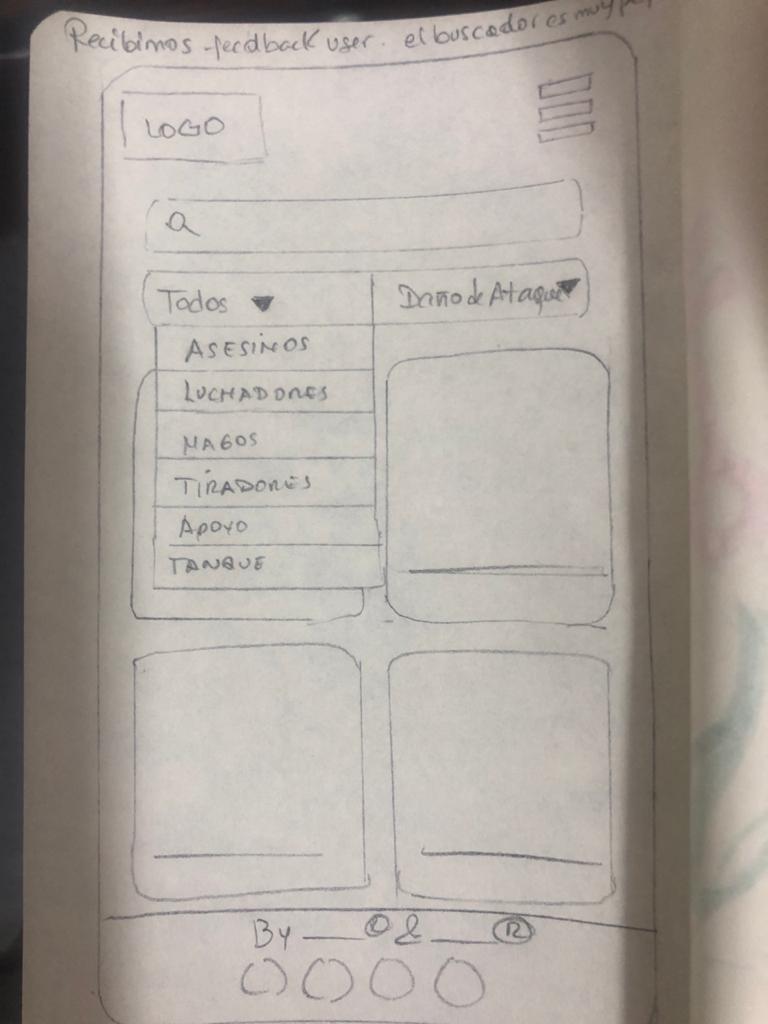 Recibimos feedback user. el buscador es muy
LOGO
Todos ▼
Daño de Ataque ▼
ASESINOS
LUCHADORES
MAGOS
TIRADORES
APOYO
TANQUE
By ___ © & ___ ®